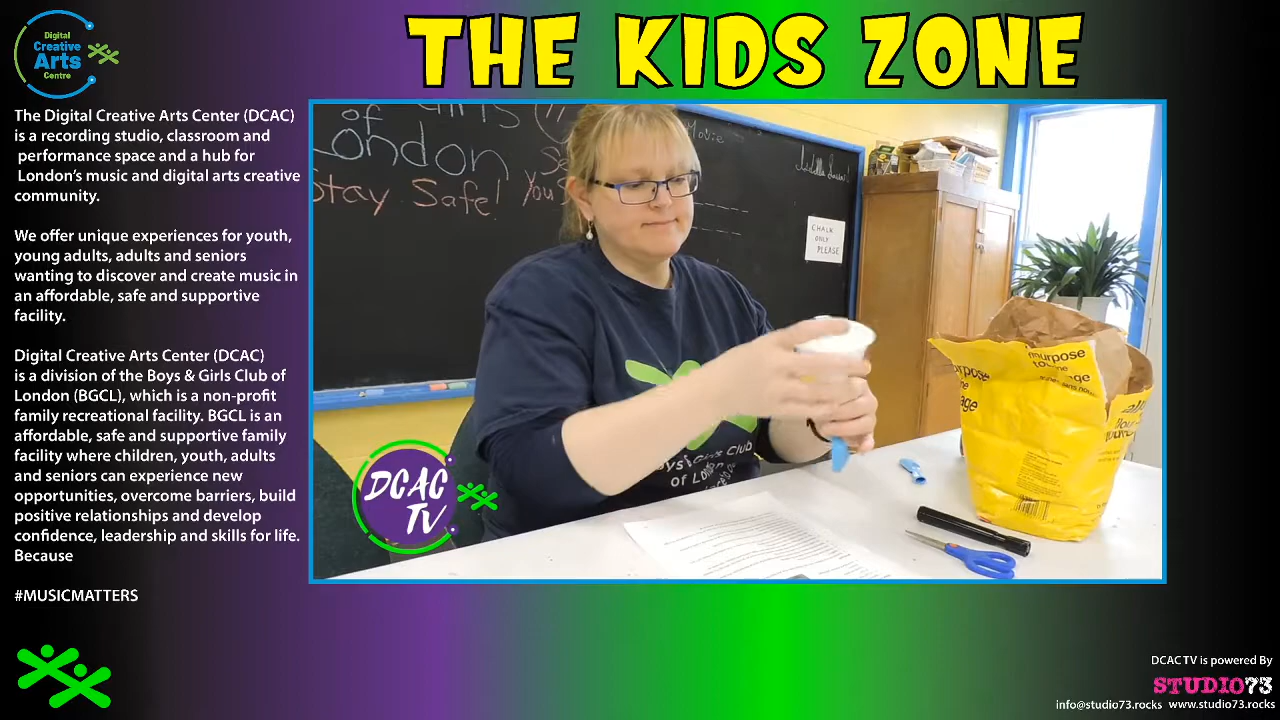 Digital
Creative
Arts
Centre
THE KIDS ZONE
The Digital Creative Arts Center (DCAC)
is a recording studio, classroom and
performance space and a hub for
London's music and digital arts creative
community.
We offer unique experiences for youth,
young adults, adults and seniors
wanting to discover and create music in
an affordable, safe and supportive
facility.
Digital Creative Arts Center (DCAC)
is a division of the Boys & Girls Club of
London (BGCL), which is a non-profit
family recreational facility. BGCL is an
affordable, safe and supportive family
facility where children, youth, adults
and seniors can experience new
opportunities, overcome barriers, build
positive relationships and develop
confidence, leadership and skills for life.
Because
#MUSICMATTERS
of
London
Stay Safe! You
Movie
CHALK
ONLY
PLEASE
Girls Club
of London
DCAC
TV
DCAC TV is powered By
STUDIO73
info@studio73.rocks www.studio73.rocks